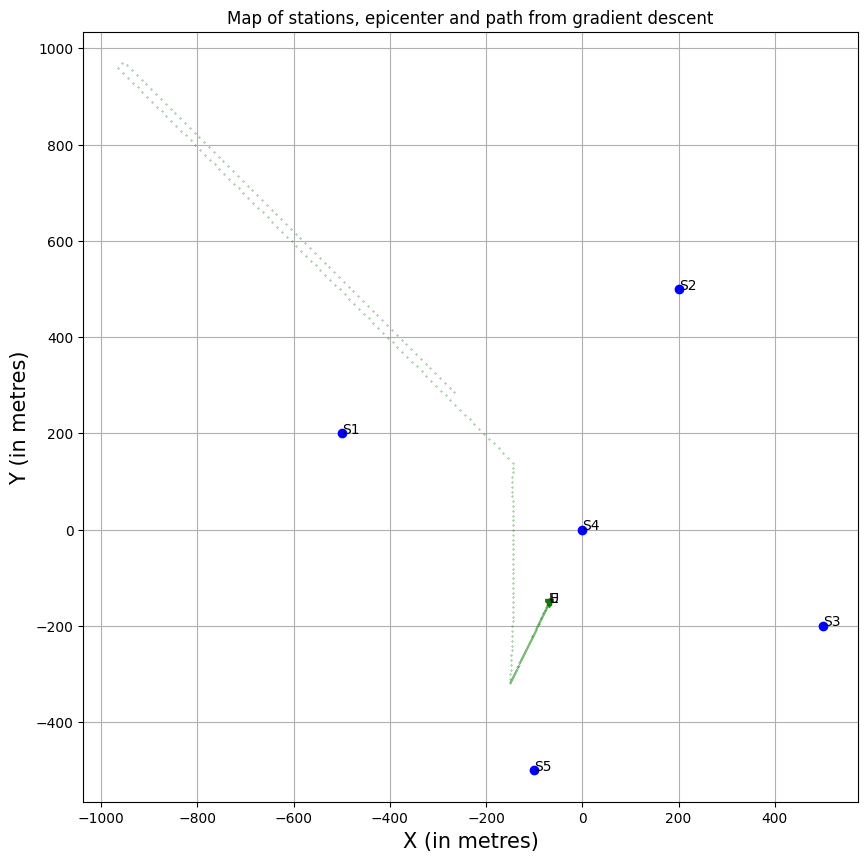 Map of stations, epicenter and path from gradient descent
1000
800
600
400
200
0
−200
−400
Y (in metres)
S2
S1
S4
S3
S5
−1000
−800
−600
−400
−200
0
200
400
X (in metres)